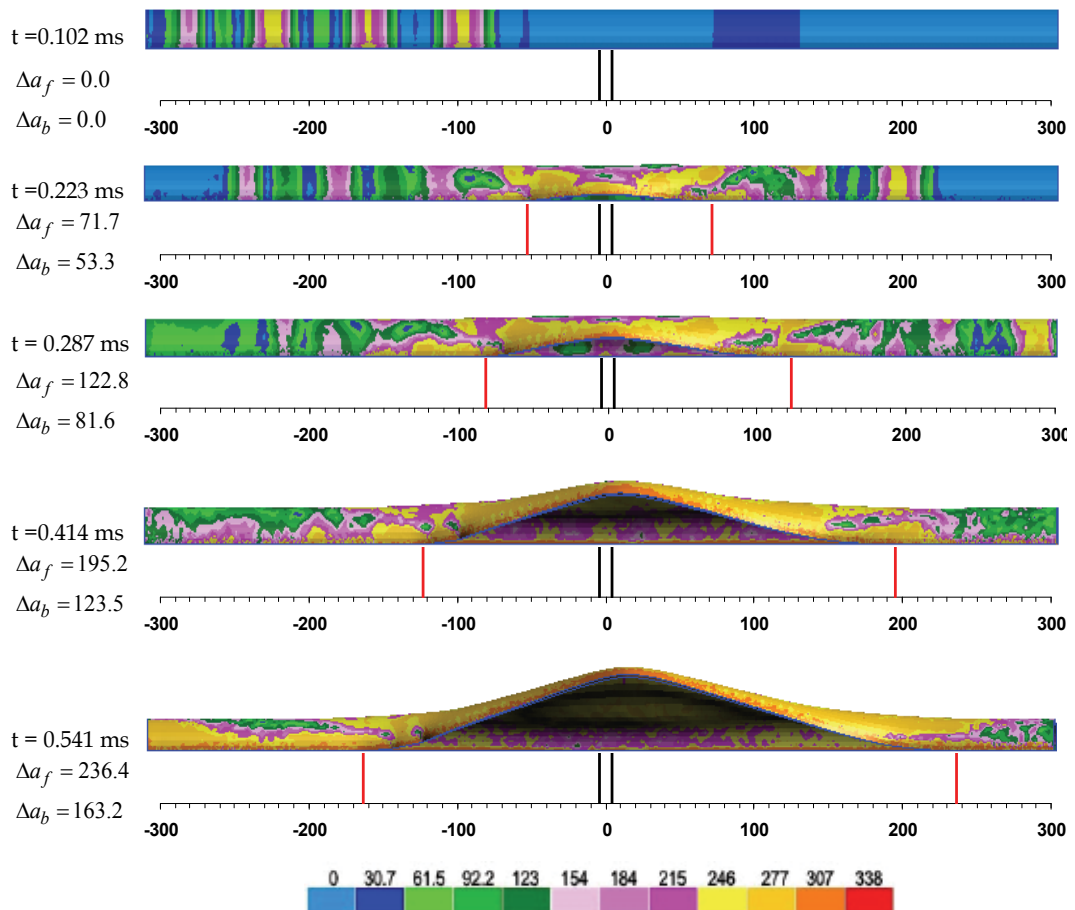 t =0.102 ms
Δa_f = 0.0
Δa_b = 0.0
-300 -200 -100 0 100 200 300
t =0.223 ms
Δa_f = 71.7
Δa_b = 53.3
-300 -200 -100 0 100 200 300
t = 0.287 ms
Δa_f = 122.8
Δa_b = 81.6
-300 -200 -100 0 100 200 300
t =0.414 ms
Δa_f = 195.2
Δa_b = 123.5
-300 -200 -100 0 100 200 300
t = 0.541 ms
Δa_f = 236.4
Δa_b = 163.2
-300 -200 -100 0 100 200 300
0 30.7 61.5 92.2 123 154 184 215 246 277 307 338